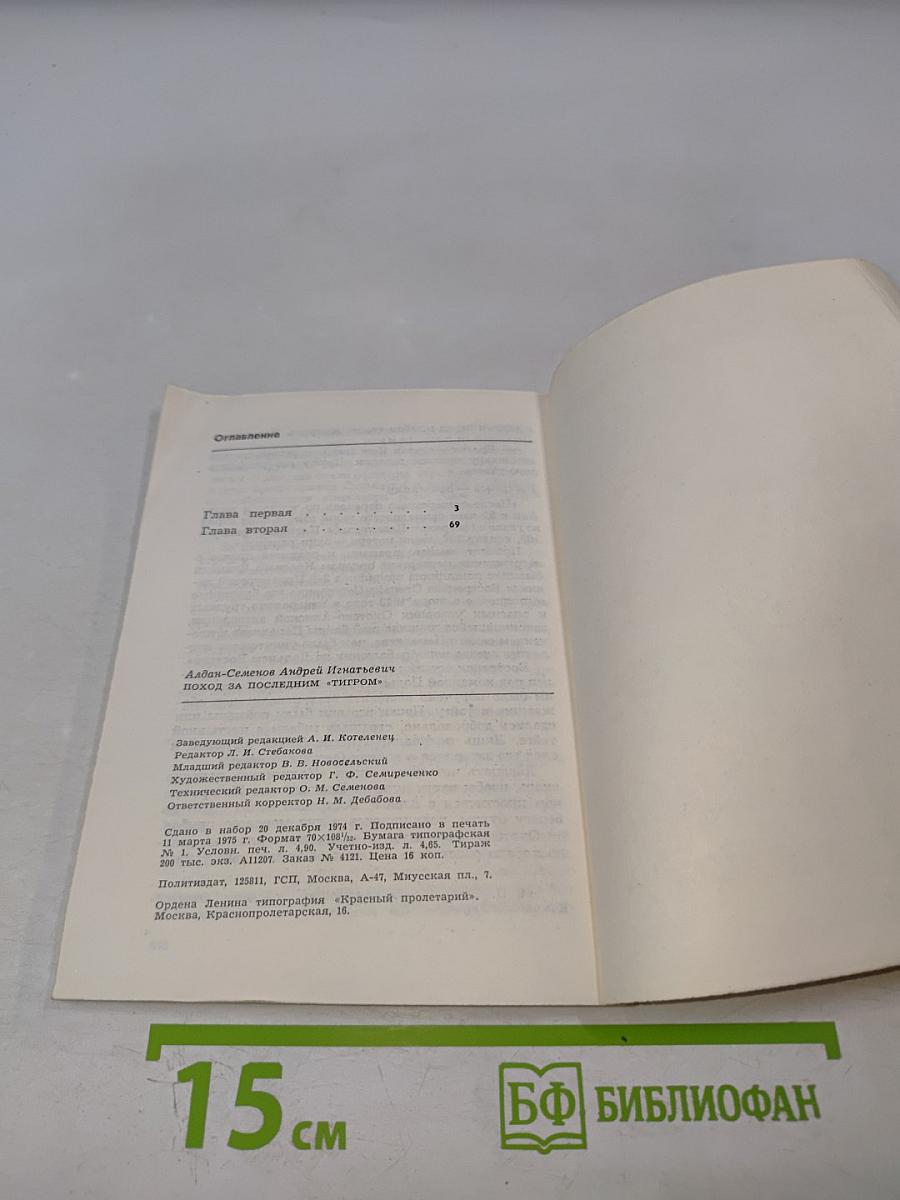 Оглавление
Глава первая . . . . . . . . 3
Глава вторая . . . . . . . . 69
Алдан-Семенов Андрей Игнатьевич
ПОХОД ЗА ПОСЛЕДНИМ «ТИГРОМ»
Заведующий редакцией А. И. Котеленец
Редактор Л. И. Стебакова
Младший редактор В. В. Новосельский
Художественный редактор Г. Ф. Семиреченко
Технический редактор О. М. Семенова
Ответственный корректор Н. М. Дебабова
Сдано в набор 20 декабря 1974 г. Подписано в печать
11 марта 1975 г. Формат 70×108¹/₃₂. Бумага типографская
№ 1. Условн. печ. л. 4,90. Учетно-изд. л. 4,65. Тираж
200 тыс. экз. А11207. Заказ № 4121. Цена 16 коп.
Политиздат, 125811, ГСП, Москва, А-47, Миусская пл., 7.
Ордена Ленина типография «Красный пролетарий».
Москва, Краснопролетарская, 16.
15 см
БФ БИБЛИОФАН